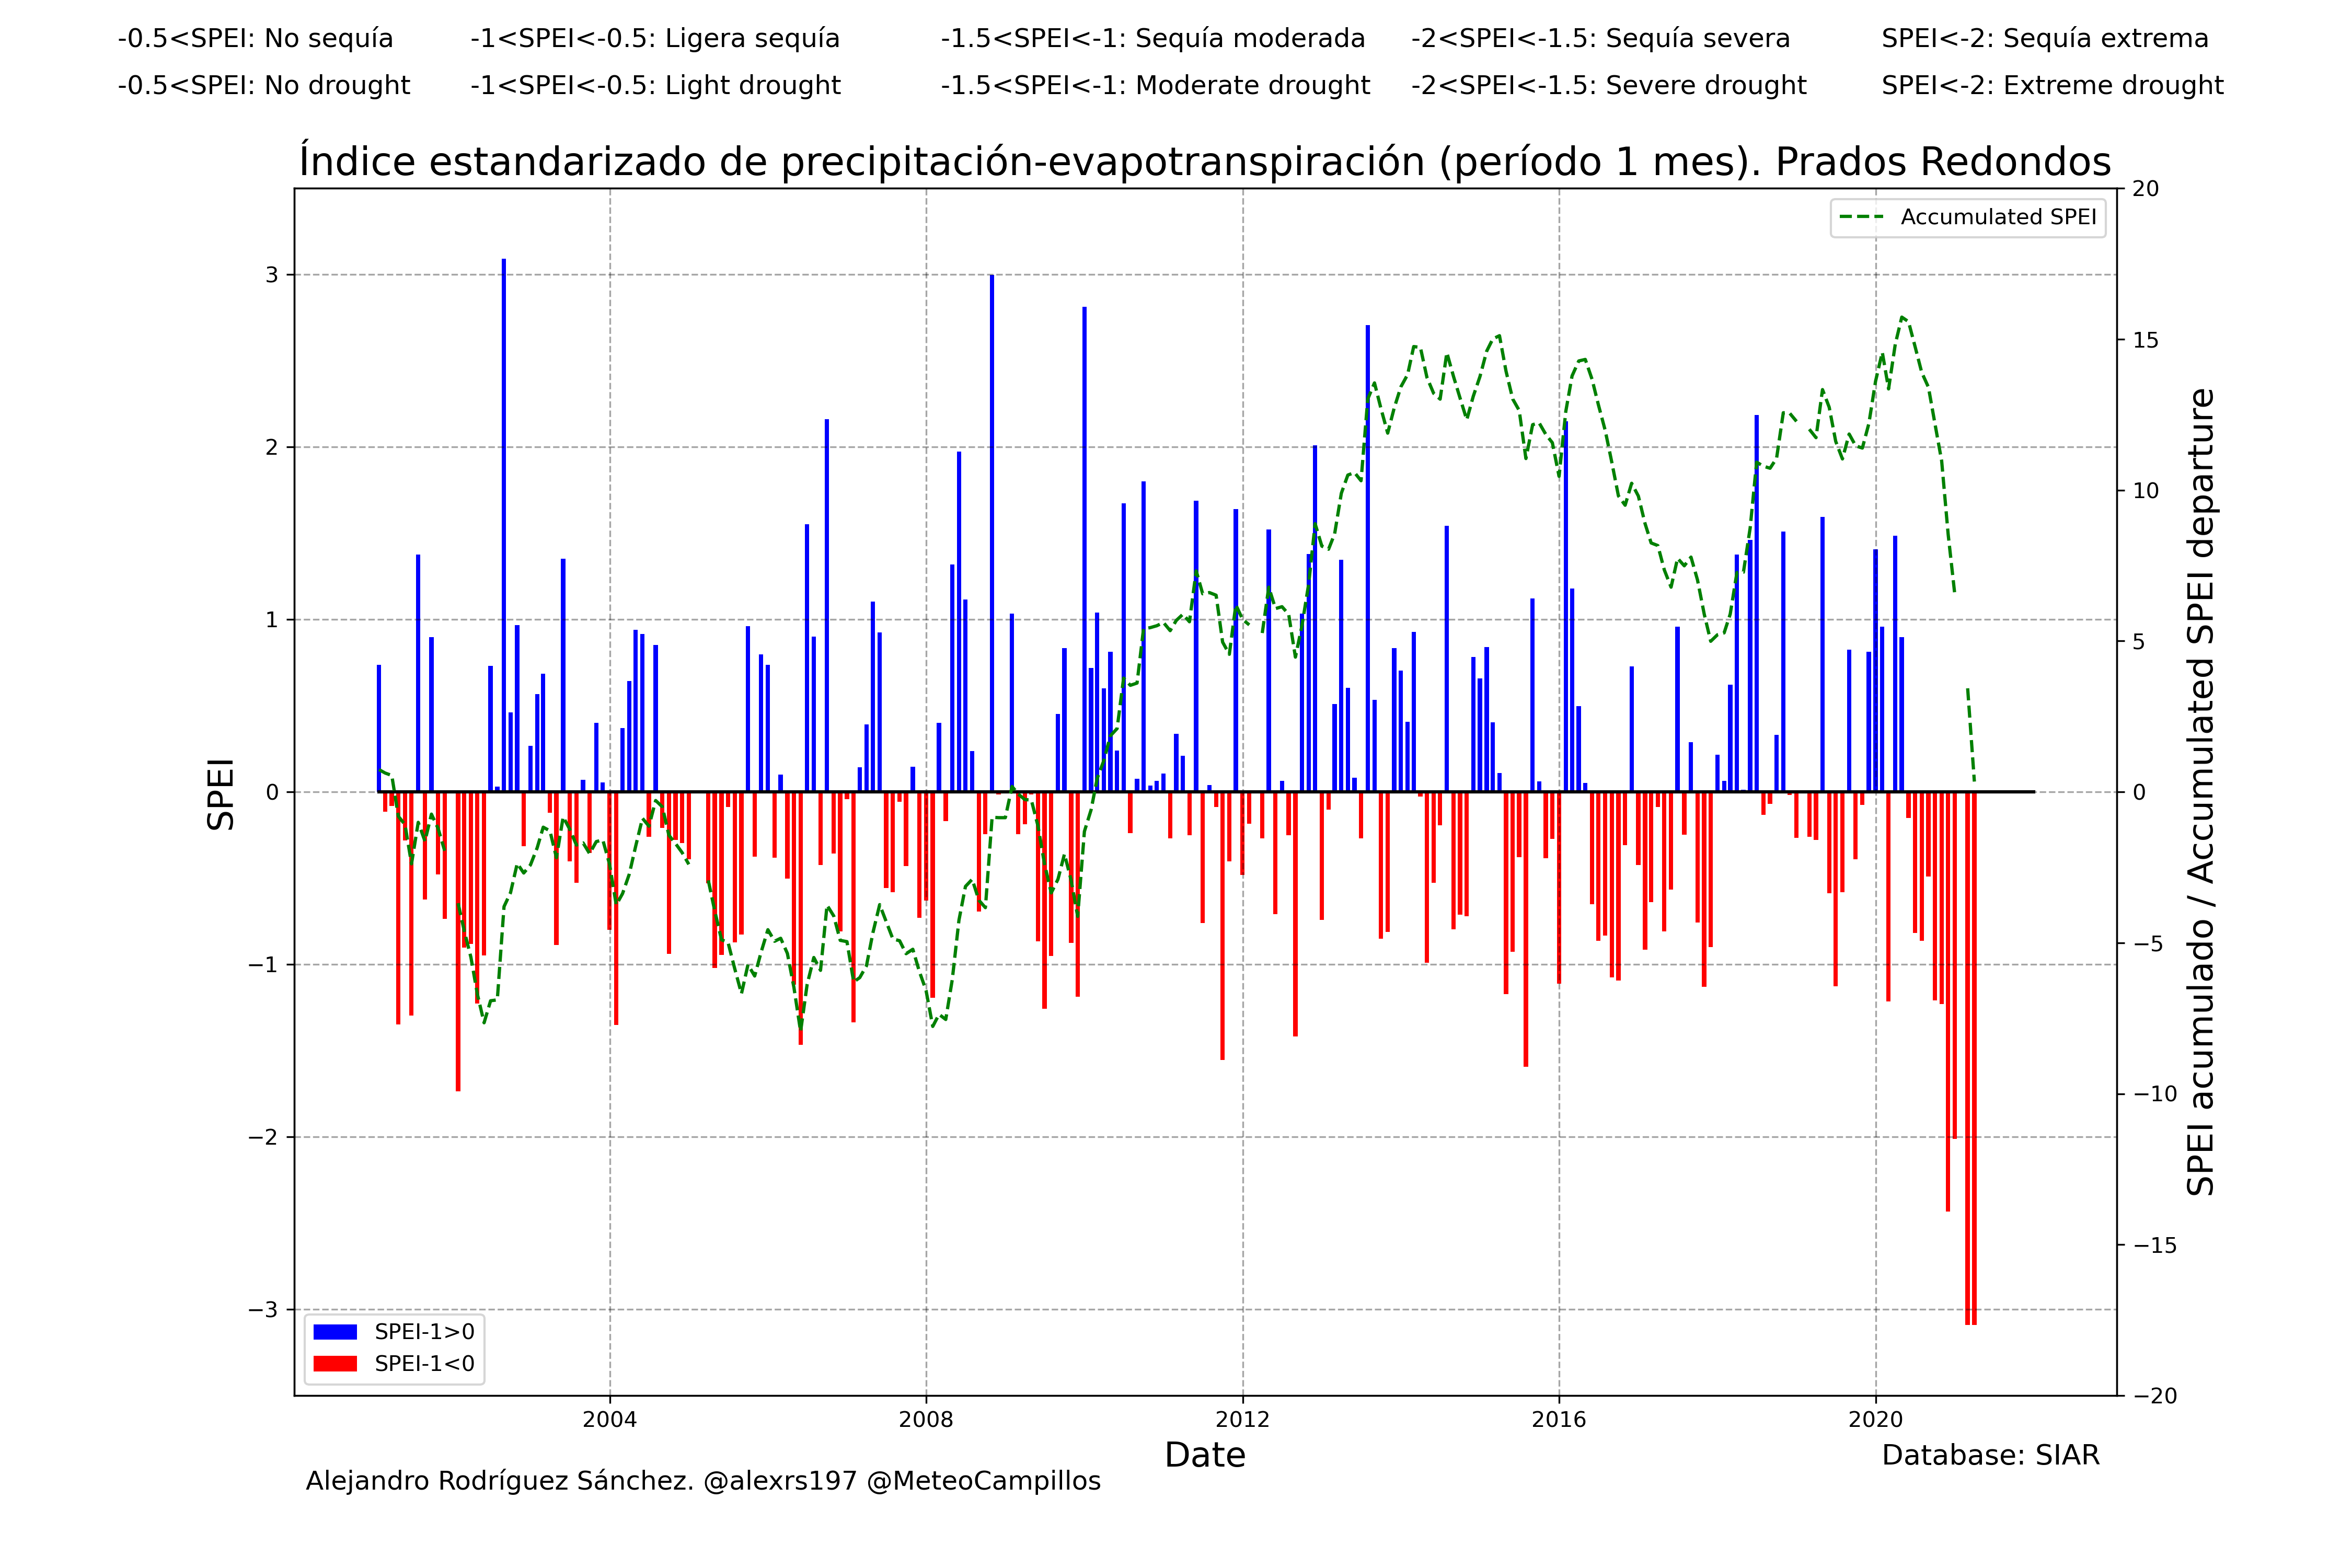 -0.5<SPEI: No sequía -1<SPEI<-0.5: Ligera sequía -1.5<SPEI<-1: Sequía moderada -2<SPEI<-1.5: Sequía severa SPEI<-2: Sequía extrema
-0.5<SPEI: No drought -1<SPEI<-0.5: Light drought -1.5<SPEI<-1: Moderate drought -2<SPEI<-1.5: Severe drought SPEI<-2: Extreme drought
Índice estandarizado de precipitación-evapotranspiración (período 1 mes). Prados Redondos
Accumulated SPEI
SPEI
3
2
1
0
−1
−2
−3
20
15
10
5
0
−5
−10
−15
−20
SPEI acumulado / Accumulated SPEI departure
SPEI-1>0
SPEI-1<0
2004 2008 2012 2016 2020
Date
Database: SIAR
Alejandro Rodríguez Sánchez. @alexrs197 @MeteoCampillos